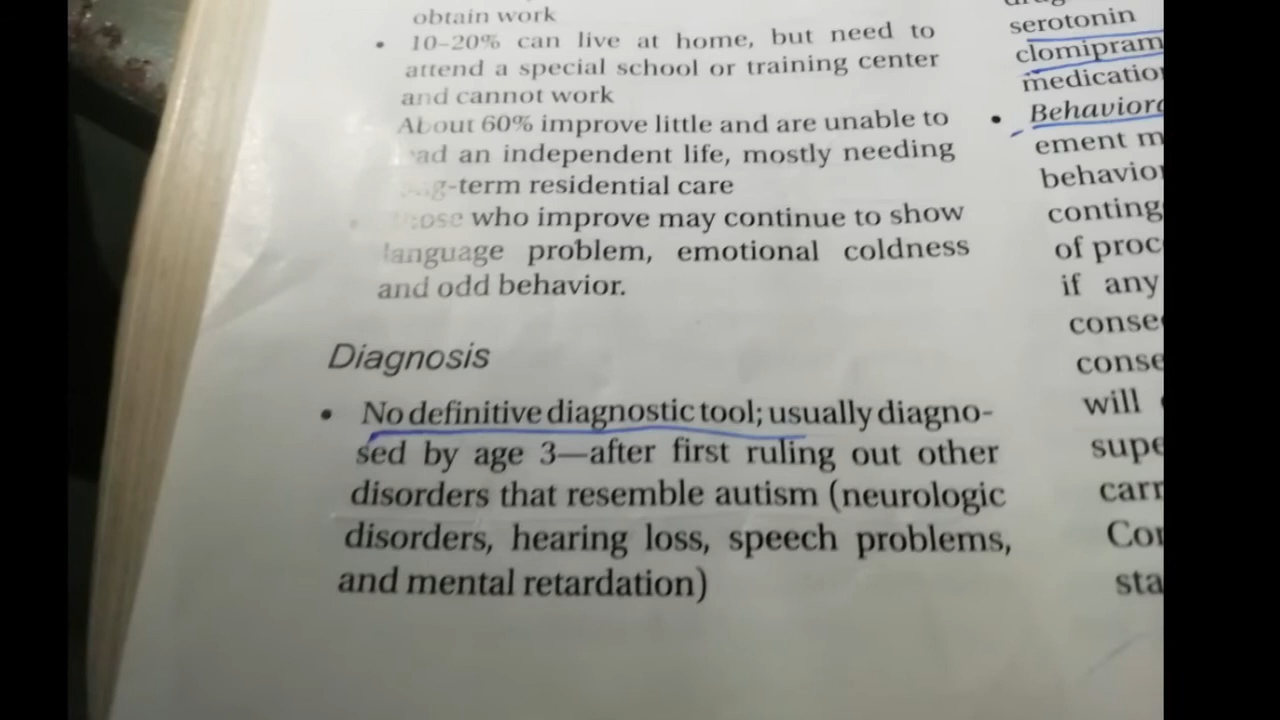 obtain work
• 10–20% can live at home, but need to
attend a special school or training center
and cannot work
About 60% improve little and are unable to
an independent life, mostly needing
-term residential care
who improve may continue to show
language problem, emotional coldness
and odd behavior.
Diagnosis
• No definitive diagnostic tool; usually diagno-
sed by age 3—after first ruling out other
disorders that resemble autism (neurologic
disorders, hearing loss, speech problems,
and mental retardation)
serotonin
clomipram
medicatio
• Behavior
ement m
behavio
conting
of proc
if any
conse
conse
will
supe
carr
Co
sta